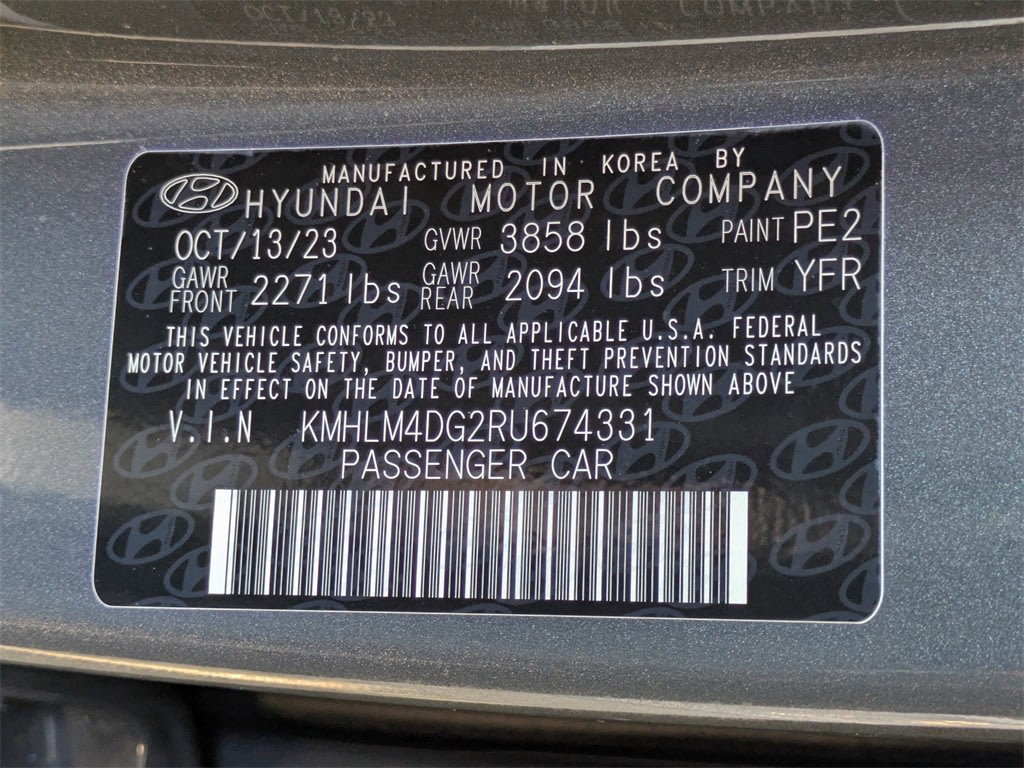 MANUFACTURED IN KOREA BY
HYUNDAI MOTOR COMPANY
OCT/13/23 GVWR 3858 lbs PAINT PE2
GAWR FRONT 2271 lbs GAWR REAR 2094 lbs TRIM YFR
THIS VEHICLE CONFORMS TO ALL APPLICABLE U.S.A. FEDERAL
MOTOR VEHICLE SAFETY, BUMPER, AND THEFT PREVENTION STANDARDS
IN EFFECT ON THE DATE OF MANUFACTURE SHOWN ABOVE
V.I.N KMHLM4DG2RU674331
PASSENGER CAR